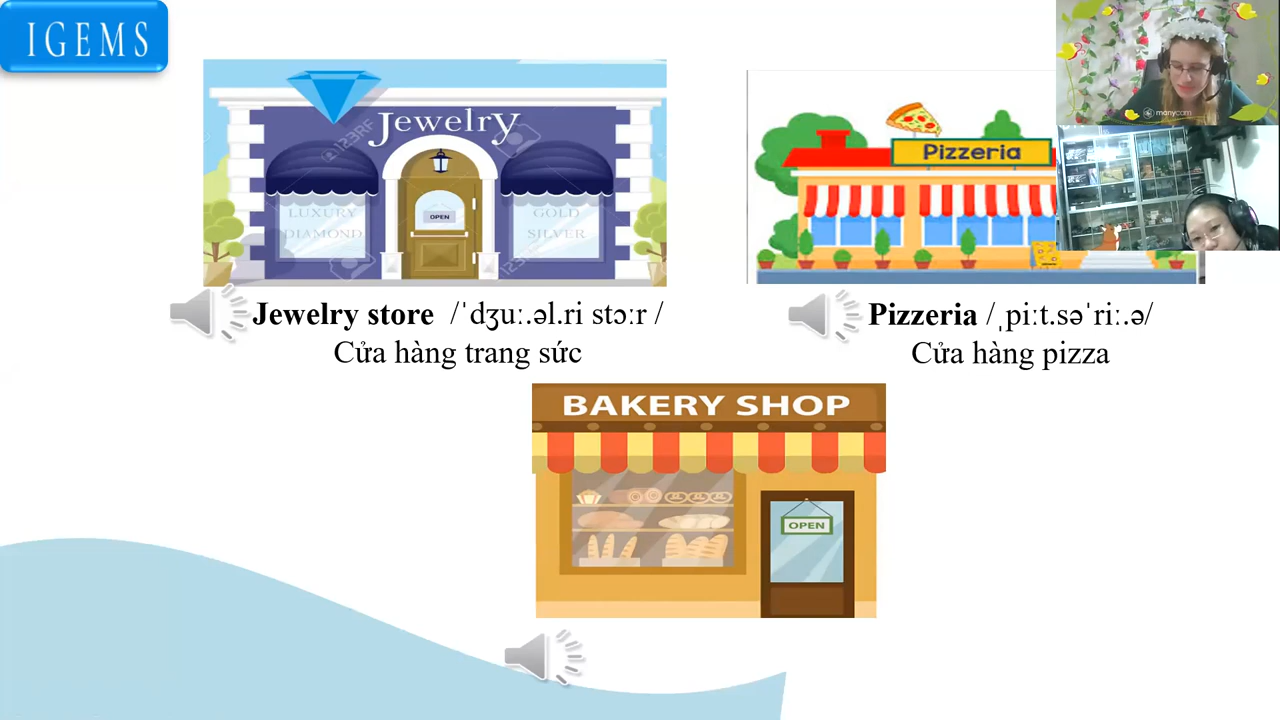 IGEMS
Jewelry
LUXURY
DIAMOND
OPEN
GOLD
SILVER
Pizzeria
manycam
Jewelry store /ˈdʒuː.əl.ri stɔːr /
Cửa hàng trang sức
Pizzeria /ˌpiːt.səˈriː.ə/
Cửa hàng pizza
BAKERY SHOP
OPEN